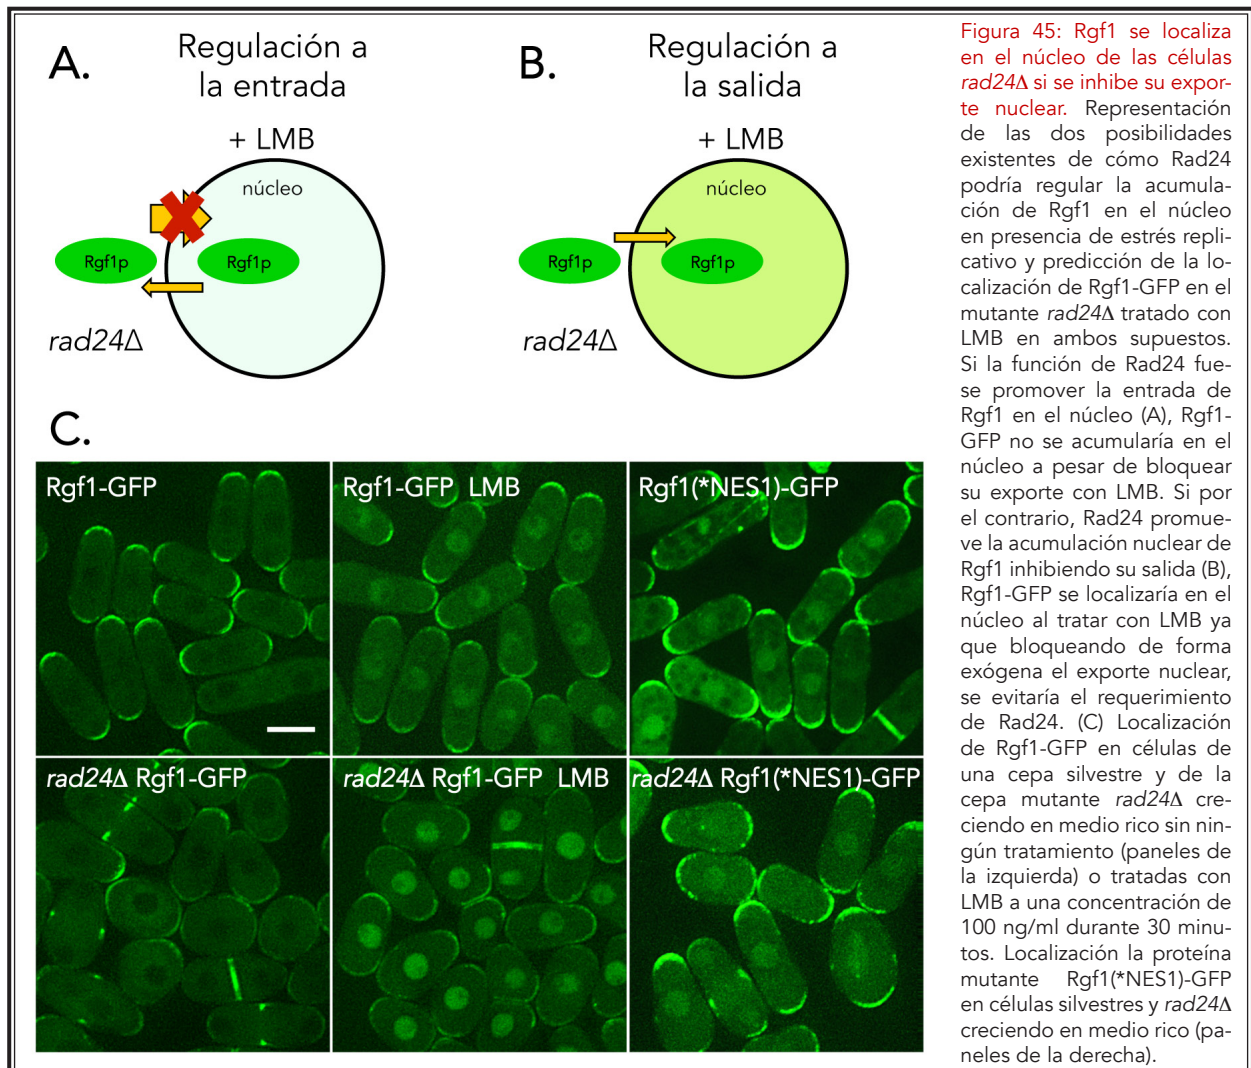 A.
Regulación a
la entrada
+ LMB
núcleo
Rgf1p
Rgf1p
rad24Δ
B.
Regulación a
la salida
+ LMB
núcleo
Rgf1p
Rgf1p
rad24Δ
C.
Rgf1-GFP
Rgf1-GFP LMB
Rgf1(*NES1)-GFP
rad24Δ Rgf1-GFP
rad24Δ Rgf1-GFP LMB
rad24Δ Rgf1(*NES1)-GFP
Figura 45: Rgf1 se localiza
en el núcleo de las células
rad24Δ si se inhibe su expor-
te nuclear. Representación
de las dos posibilidades
existentes de cómo Rad24
podría regular la acumula-
ción de Rgf1 en el núcleo
en presencia de estrés repli-
cativo y predicción de la lo-
calización de Rgf1-GFP en el
mutante rad24Δ tratado con
LMB en ambos supuestos.
Si la función de Rad24 fue-
se promover la entrada de
Rgf1 en el núcleo (A), Rgf1-
GFP no se acumularía en el
núcleo a pesar de bloquear
su exporte con LMB. Si por
el contrario, Rad24 promue-
ve la acumulación nuclear de
Rgf1 inhibiendo su salida (B),
Rgf1-GFP se localizaría en el
núcleo al tratar con LMB ya
que bloqueando de forma
exógena el exporte nuclear,
se evitaría el requerimiento
de Rad24. (C) Localización
de Rgf1-GFP en células de
una cepa silvestre y de la
cepa mutante rad24Δ cre-
ciendo en medio rico sin nin-
gún tratamiento (paneles de
la izquierda) o tratadas con
LMB a una concentración de
100 ng/ml durante 30 minu-
tos. Localización la proteína
mutante Rgf1(*NES1)-GFP
en células silvestres y rad24Δ
creciendo en medio rico (pa-
neles de la derecha).